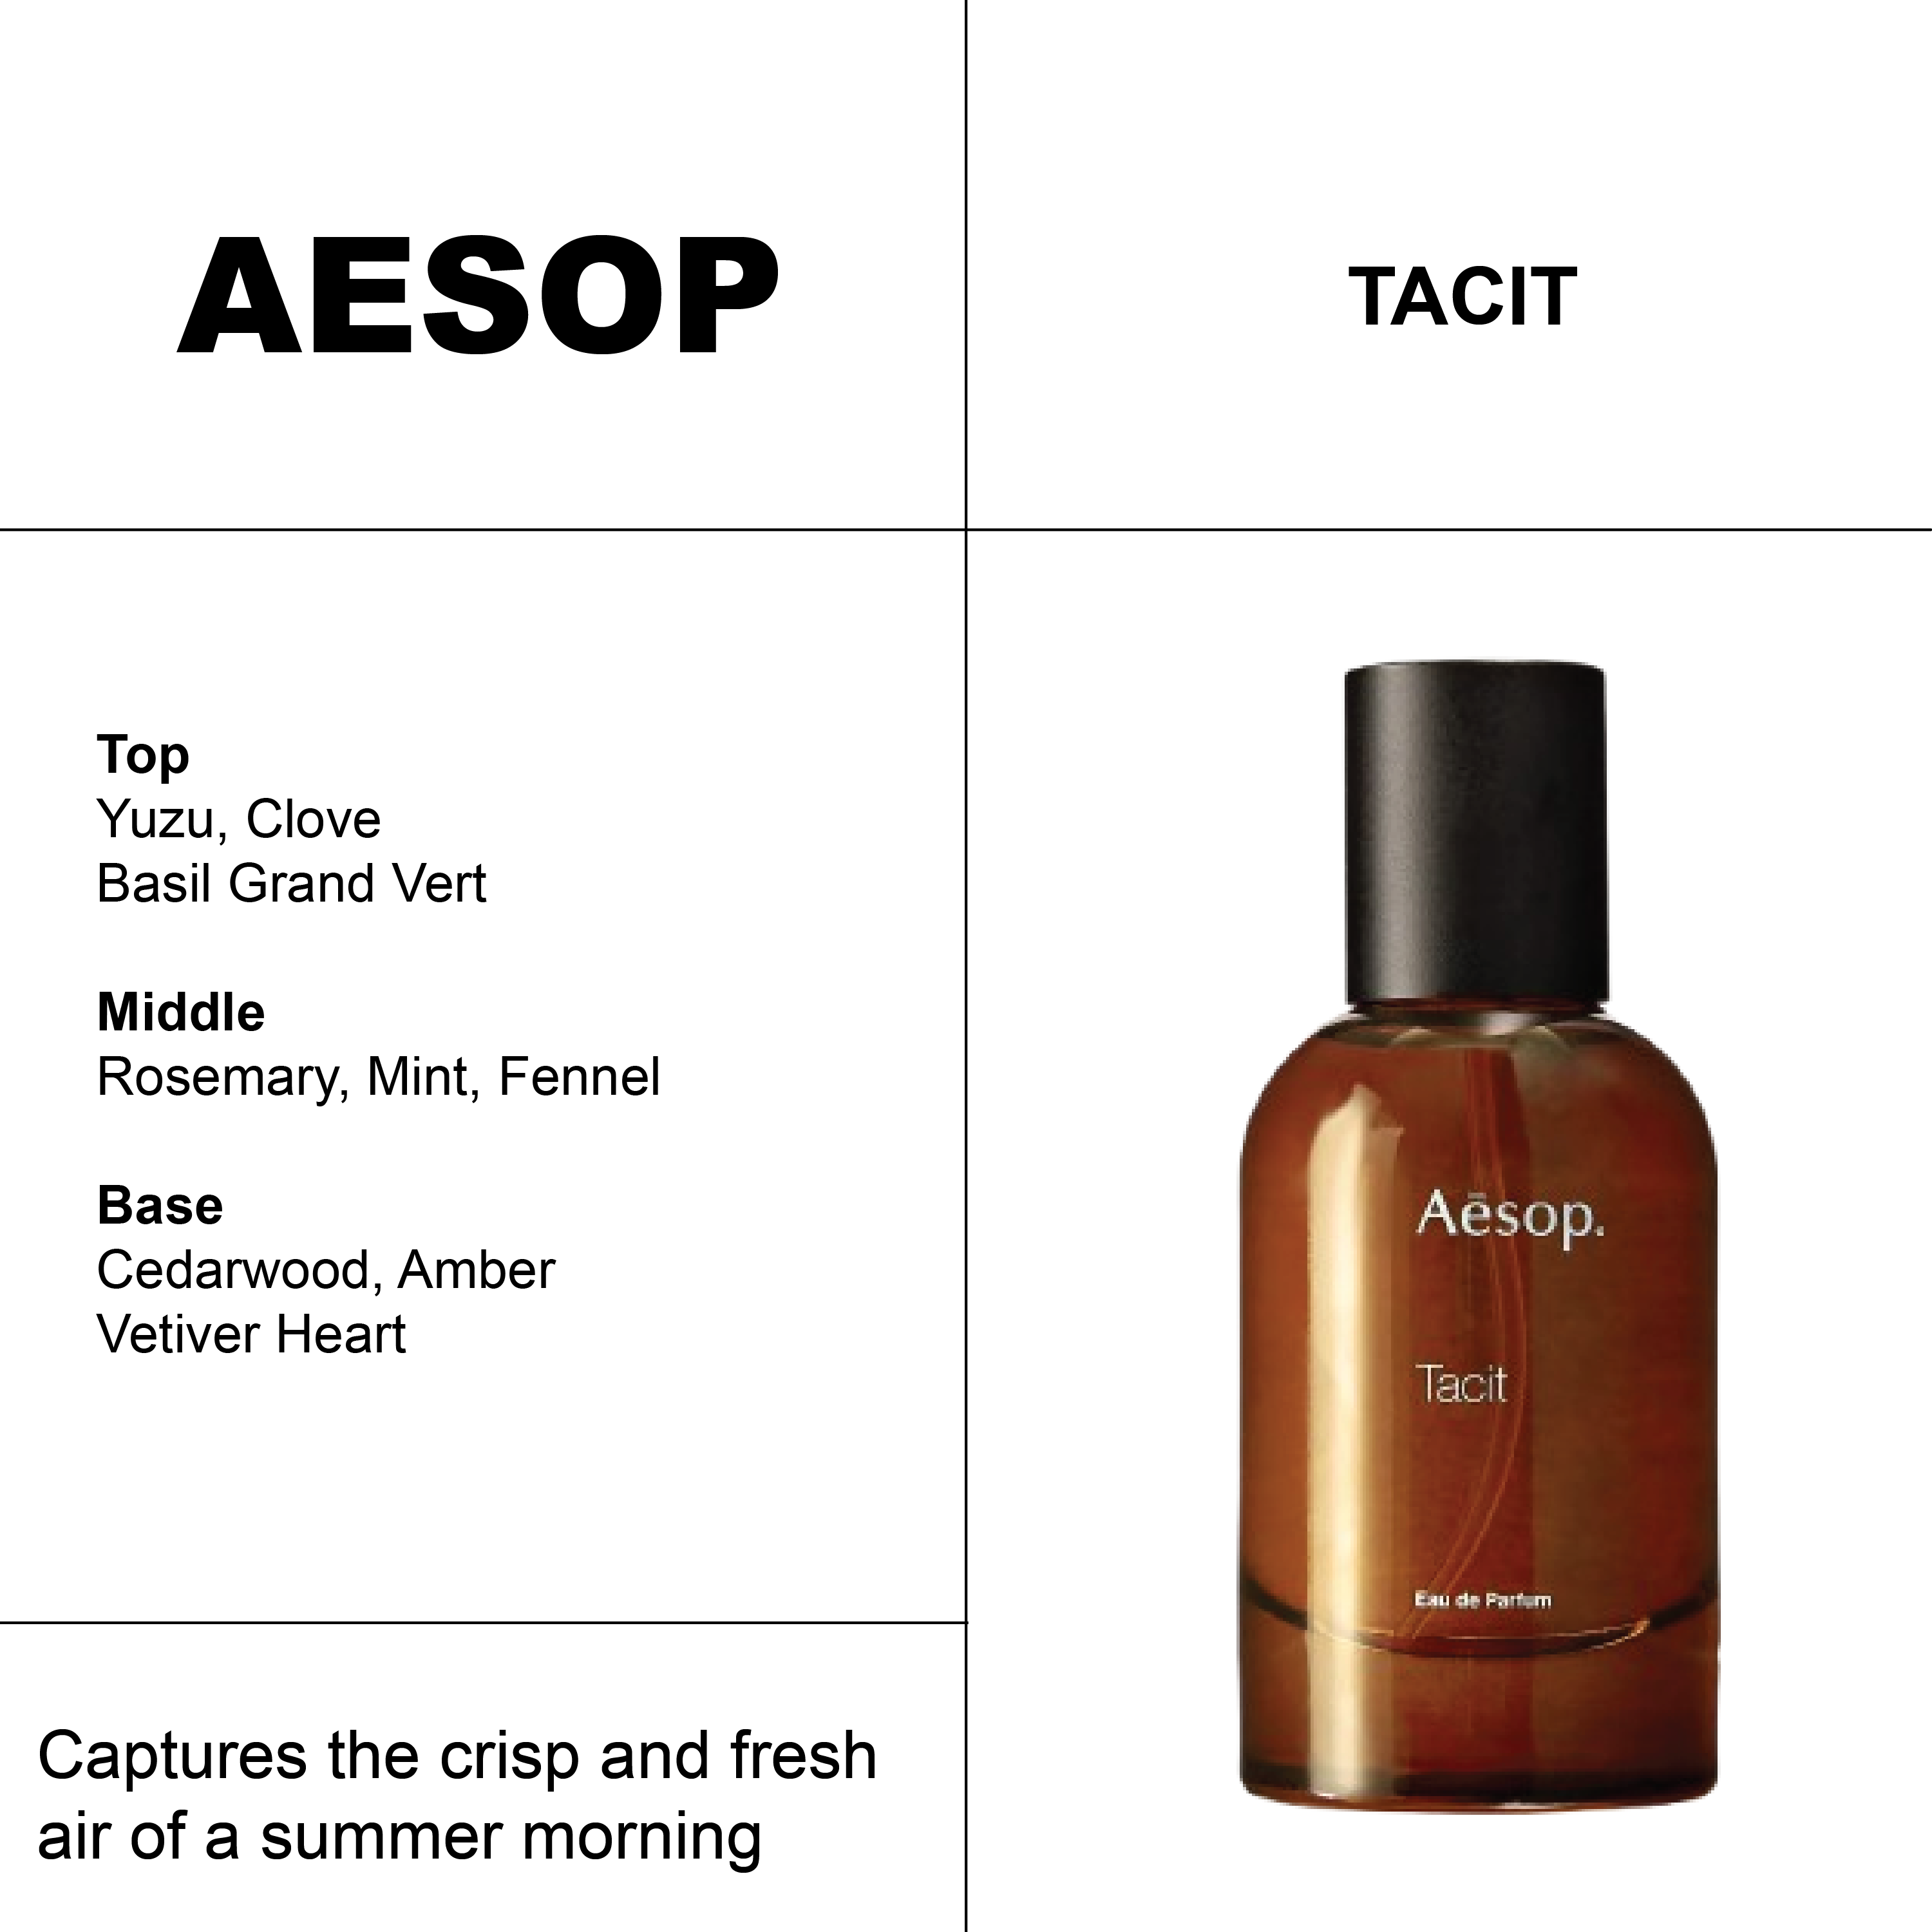 AESOP
TACIT
Top
Yuzu, Clove
Basil Grand Vert
Middle
Rosemary, Mint, Fennel
Base
Cedarwood, Amber
Vetiver Heart
Captures the crisp and fresh
air of a summer morning
Aēsop.
Tacit
Eau de Parfum